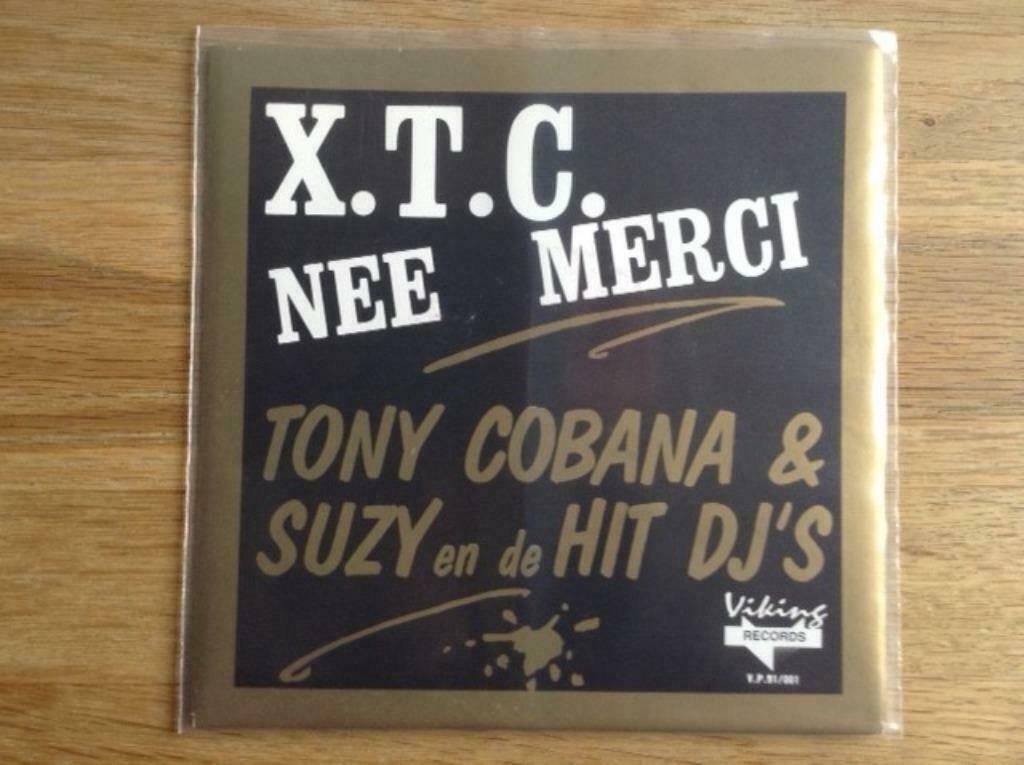 X.T.C.
NEE MERCI
TONY COBANA &
SUZY en de HIT DJ'S
Viking
RECORDS
V.P.91/001